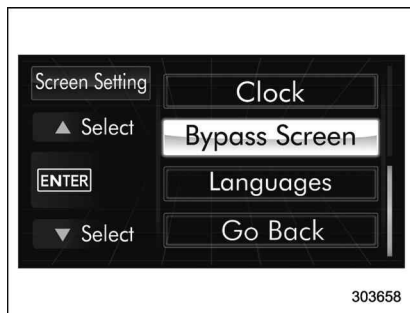 Screen Setting
▲ Select
ENTER
▼ Select
Clock
Bypass Screen
Languages
Go Back
303658